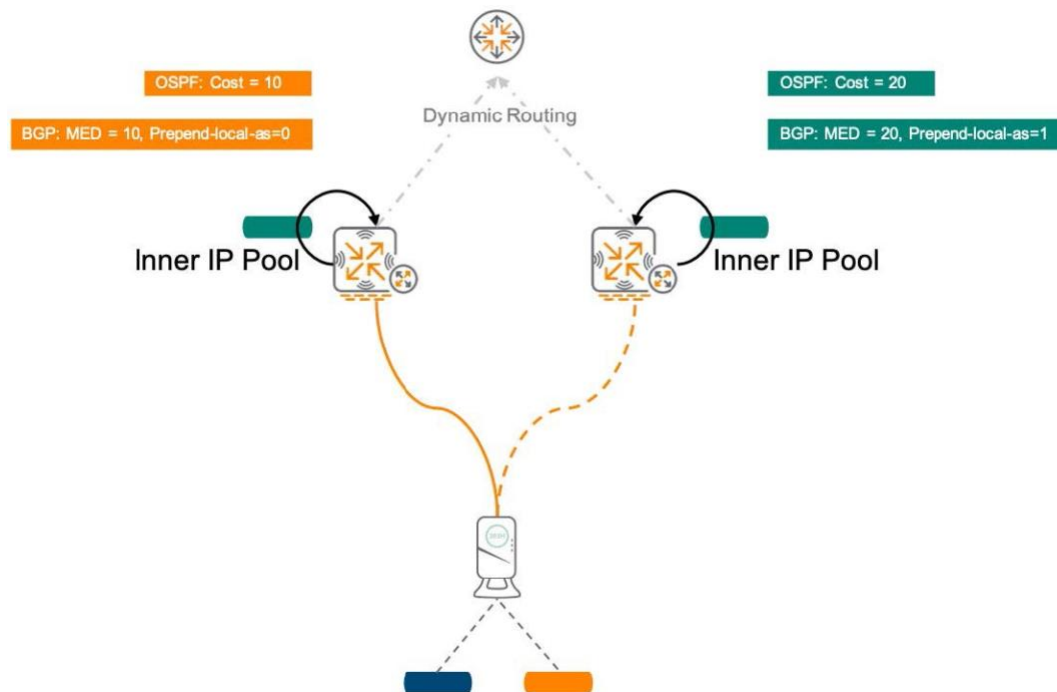 OSPF: Cost = 10
OSPF: Cost = 20
Dynamic Routing
BGP: MED = 10, Prepend-local-as=0
BGP: MED = 20, Prepend-local-as=1
Inner IP Pool
Inner IP Pool